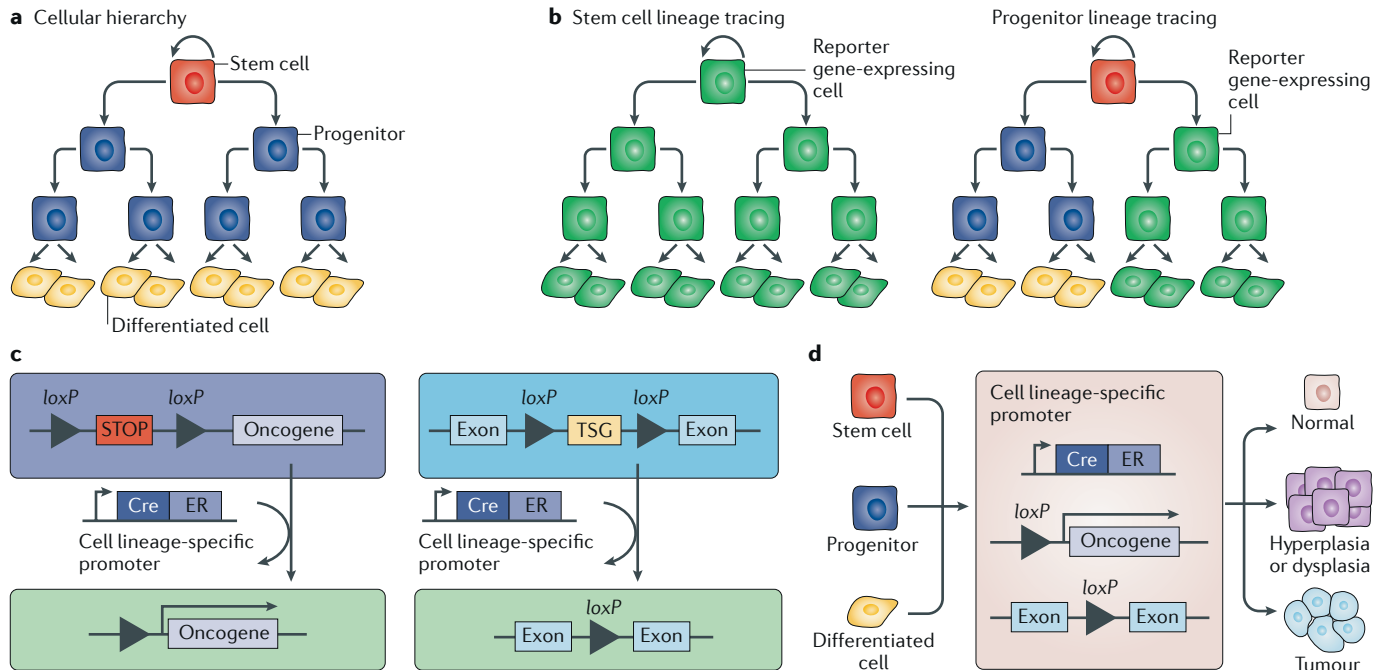 a Cellular hierarchy
Stem cell
Progenitor
Differentiated cell
b Stem cell lineage tracing
Reporter
gene-expressing
cell
Progenitor lineage tracing
Reporter
gene-expressing
cell
c
loxP
loxP
STOP
Oncogene
Cre
ER
Cell lineage-specific
promoter
Oncogene
loxP
loxP
Exon
TSG
Exon
Cre
ER
Cell lineage-specific
promoter
loxP
Exon
Exon
d
Stem cell
Progenitor
Differentiated
cell
Cell lineage-specific
promoter
Cre
ER
loxP
Oncogene
loxP
Exon
Exon
Normal
Hyperplasia
or dysplasia
Tumour